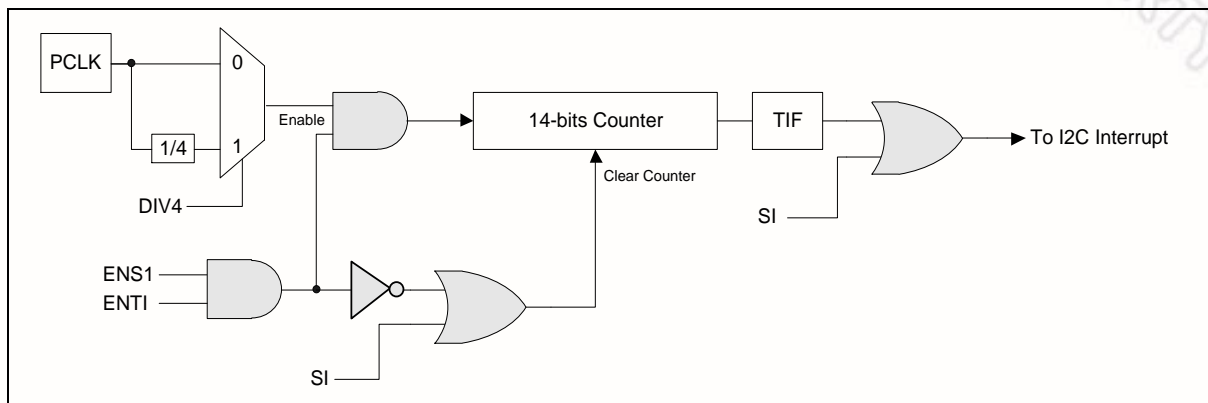 PCLK
0
1/4
1
DIV4
Enable
14-bits Counter
TIF
To I2C Interrupt
Clear Counter
SI
ENS1
ENTI
SI